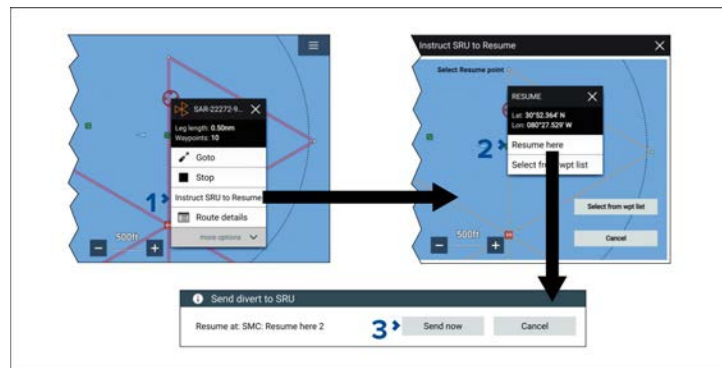 SAR-22272-9...
Leg length: 0.50nm
Waypoints: 10
Goto
Stop
1 Instruct SRU to Resume
Route details
more options
500ft
Instruct SRU to Resume
Select Resume point
RESUME
Lat: 30°52.364' N
Lon: 080°27.529' W
2 Resume here
Select from wpt list
Select from wpt list
Cancel
500ft
Send divert to SRU
Resume at: SMC: Resume here 2
3 Send now
Cancel